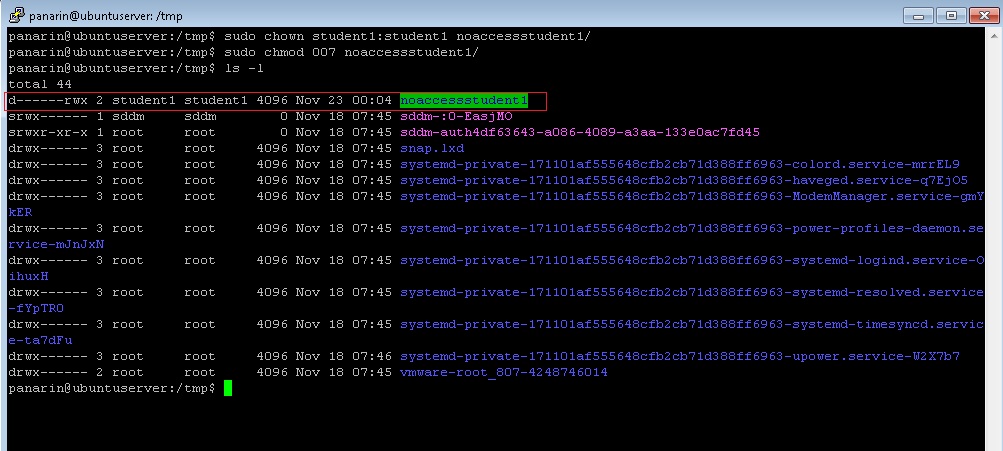 panarin@ubuntuserver: /tmp
panarin@ubuntuserver:/tmp$ sudo chown student1:student1 noaccessstudent1/
panarin@ubuntuserver:/tmp$ sudo chmod 007 noaccessstudent1/
panarin@ubuntuserver:/tmp$ ls -l
total 44
d------rwx 2 student1 student1 4096 Nov 23 00:04 noaccessstudent1
srwx------ 1 sddm     sddm        0 Nov 18 07:45 sddm-:0-EasjMO
srwxr-xr-x 1 root     root        0 Nov 18 07:45 sddm-auth4df63643-a086-4089-a3aa-133e0ac7fd45
drwx------ 3 root     root     4096 Nov 18 07:45 snap.lxd
drwx------ 3 root     root     4096 Nov 18 07:45 systemd-private-171101af555648cfb2cb71d388ff6963-colord.service-mrrEL9
drwx------ 3 root     root     4096 Nov 18 07:45 systemd-private-171101af555648cfb2cb71d388ff6963-haveged.service-q7EjO5
drwx------ 3 root     root     4096 Nov 18 07:45 systemd-private-171101af555648cfb2cb71d388ff6963-ModemManager.service-gmY
kER
drwx------ 3 root     root     4096 Nov 18 07:45 systemd-private-171101af555648cfb2cb71d388ff6963-power-profiles-daemon.se
rvice-mJnJxN
drwx------ 3 root     root     4096 Nov 18 07:45 systemd-private-171101af555648cfb2cb71d388ff6963-systemd-logind.service-O
ihuxH
drwx------ 3 root     root     4096 Nov 18 07:45 systemd-private-171101af555648cfb2cb71d388ff6963-systemd-resolved.service
-fYpTRO
drwx------ 3 root     root     4096 Nov 18 07:45 systemd-private-171101af555648cfb2cb71d388ff6963-systemd-timesyncd.servic
e-ta7dFu
drwx------ 3 root     root     4096 Nov 18 07:46 systemd-private-171101af555648cfb2cb71d388ff6963-upower.service-W2X7b7
drwx------ 2 root     root     4096 Nov 18 07:45 vmware-root_807-4248746014
panarin@ubuntuserver:/tmp$